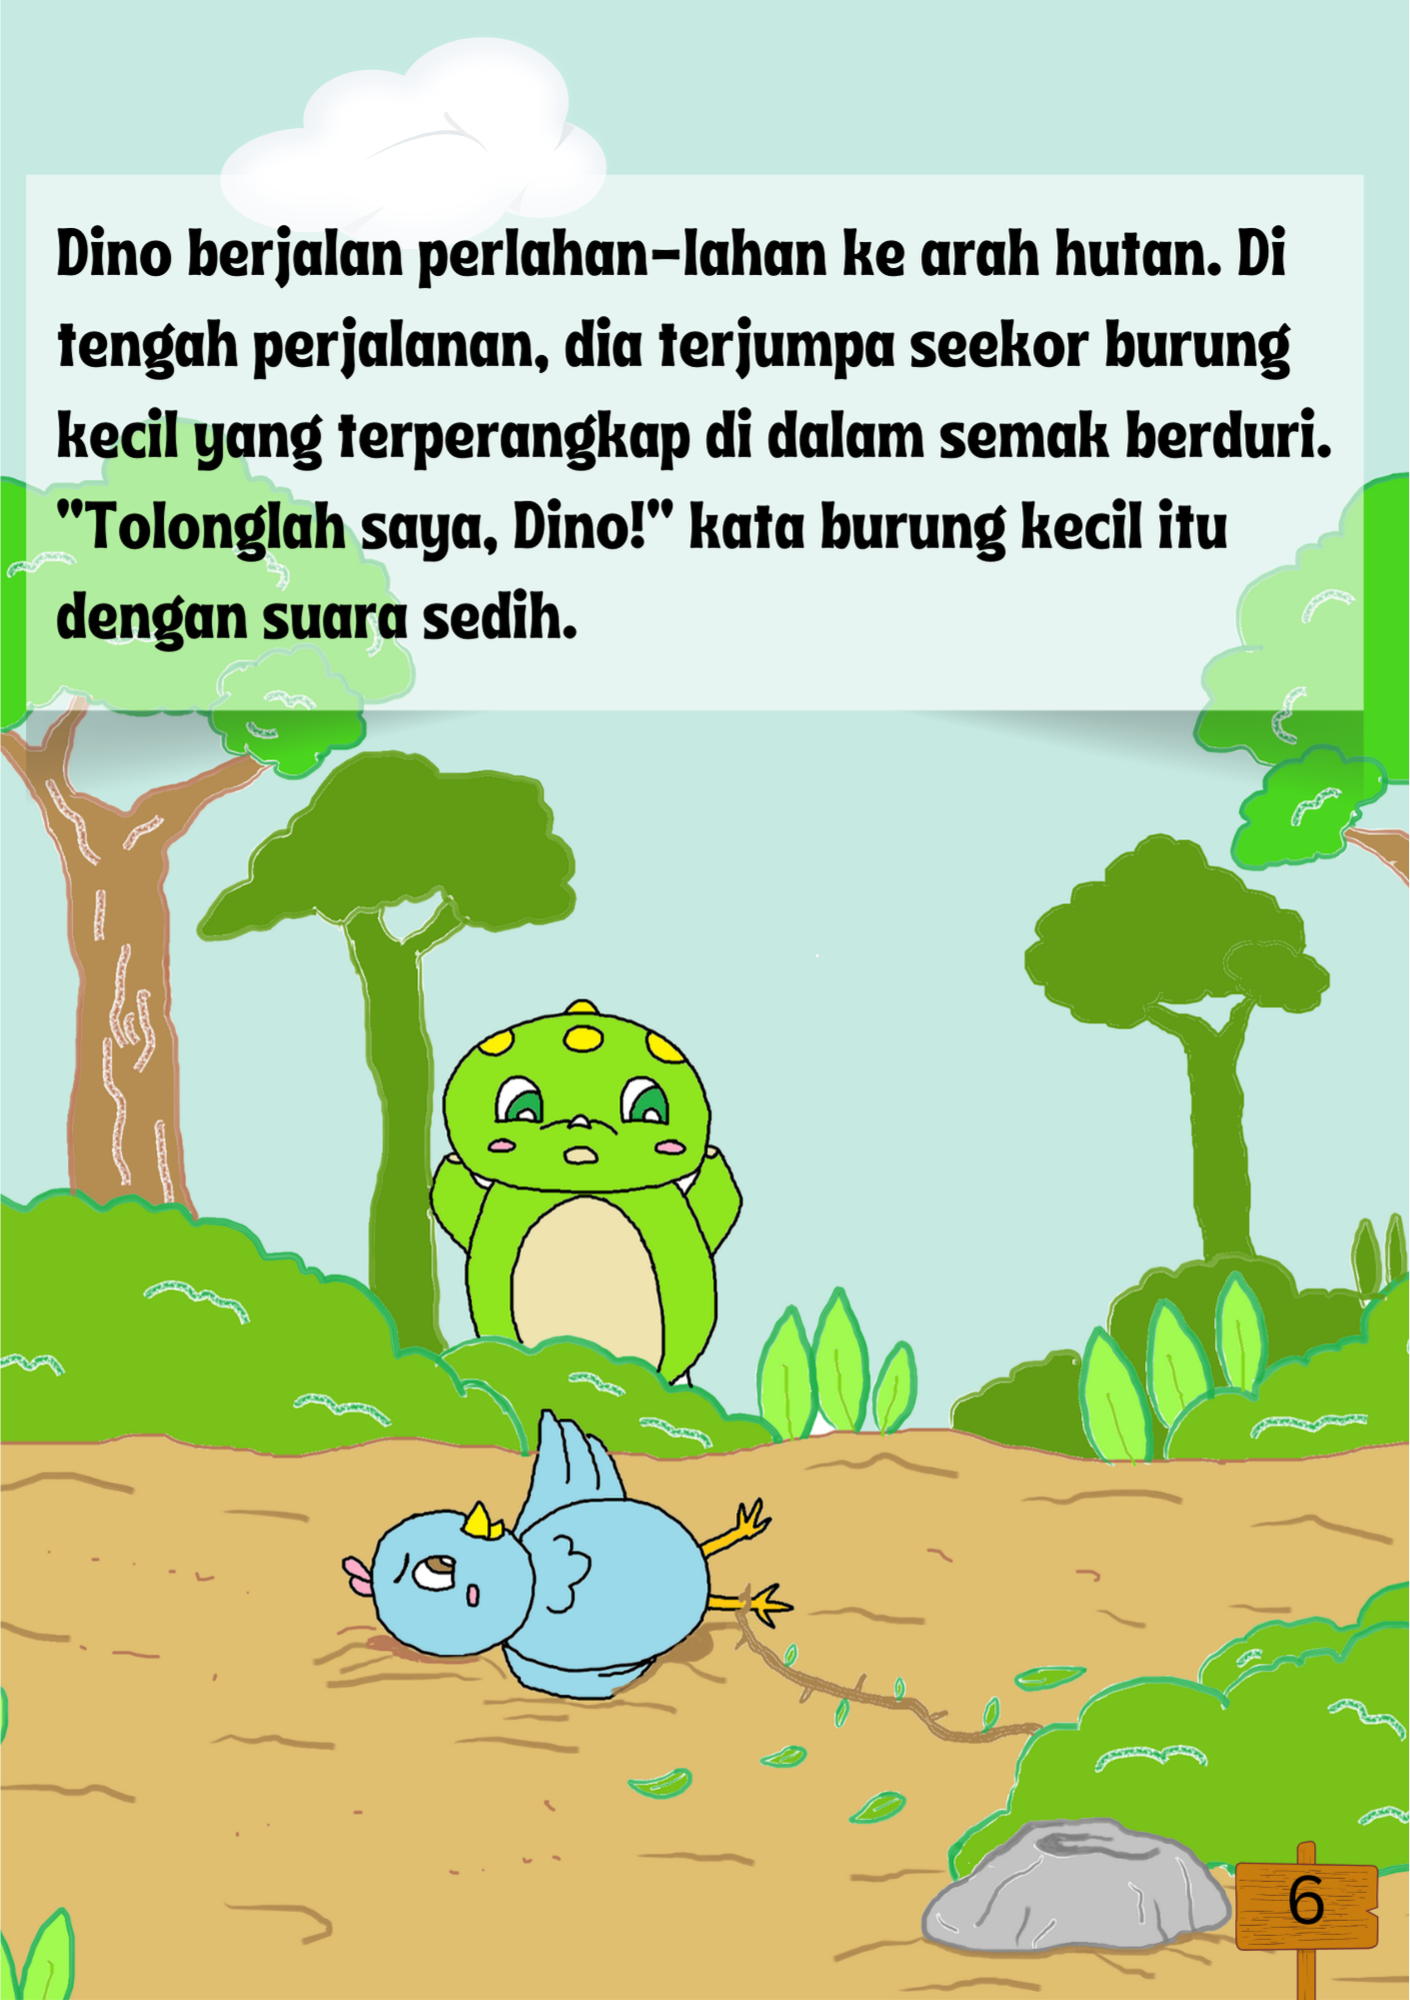 Dino berjalan perlahan-lahan ke arah hutan. Di
tengah perjalanan, dia terjumpa seekor burung
kecil yang terperangkap di dalam semak berduri.
"Tolonglah saya, Dino!" kata burung kecil itu
dengan suara sedih.
6